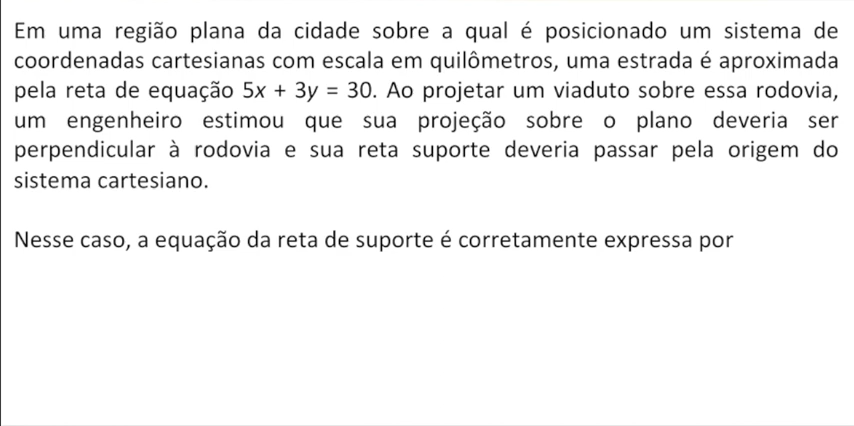 Em uma região plana da cidade sobre a qual é posicionado um sistema de
coordenadas cartesianas com escala em quilômetros, uma estrada é aproximada
pela reta de equação 5x + 3y = 30. Ao projetar um viaduto sobre essa rodovia,
um engenheiro estimou que sua projeção sobre o plano deveria ser
perpendicular à rodovia e sua reta suporte deveria passar pela origem do
sistema cartesiano.
Nesse caso, a equação da reta de suporte é corretamente expressa por